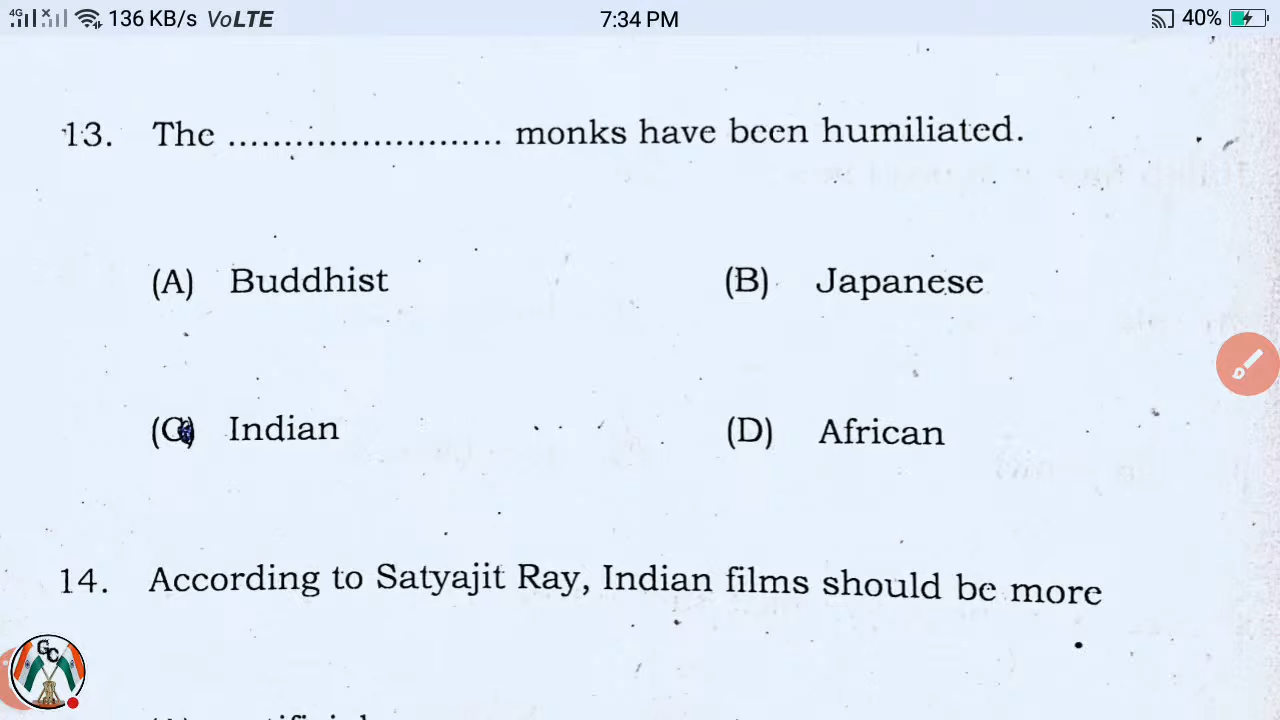 4G 136 KB/s VoLTE 7:34 PM 40%
13. The ........................ monks have been humiliated.
(A) Buddhist (B) Japanese
(C) Indian (D) African
14. According to Satyajit Ray, Indian films should be more
GC